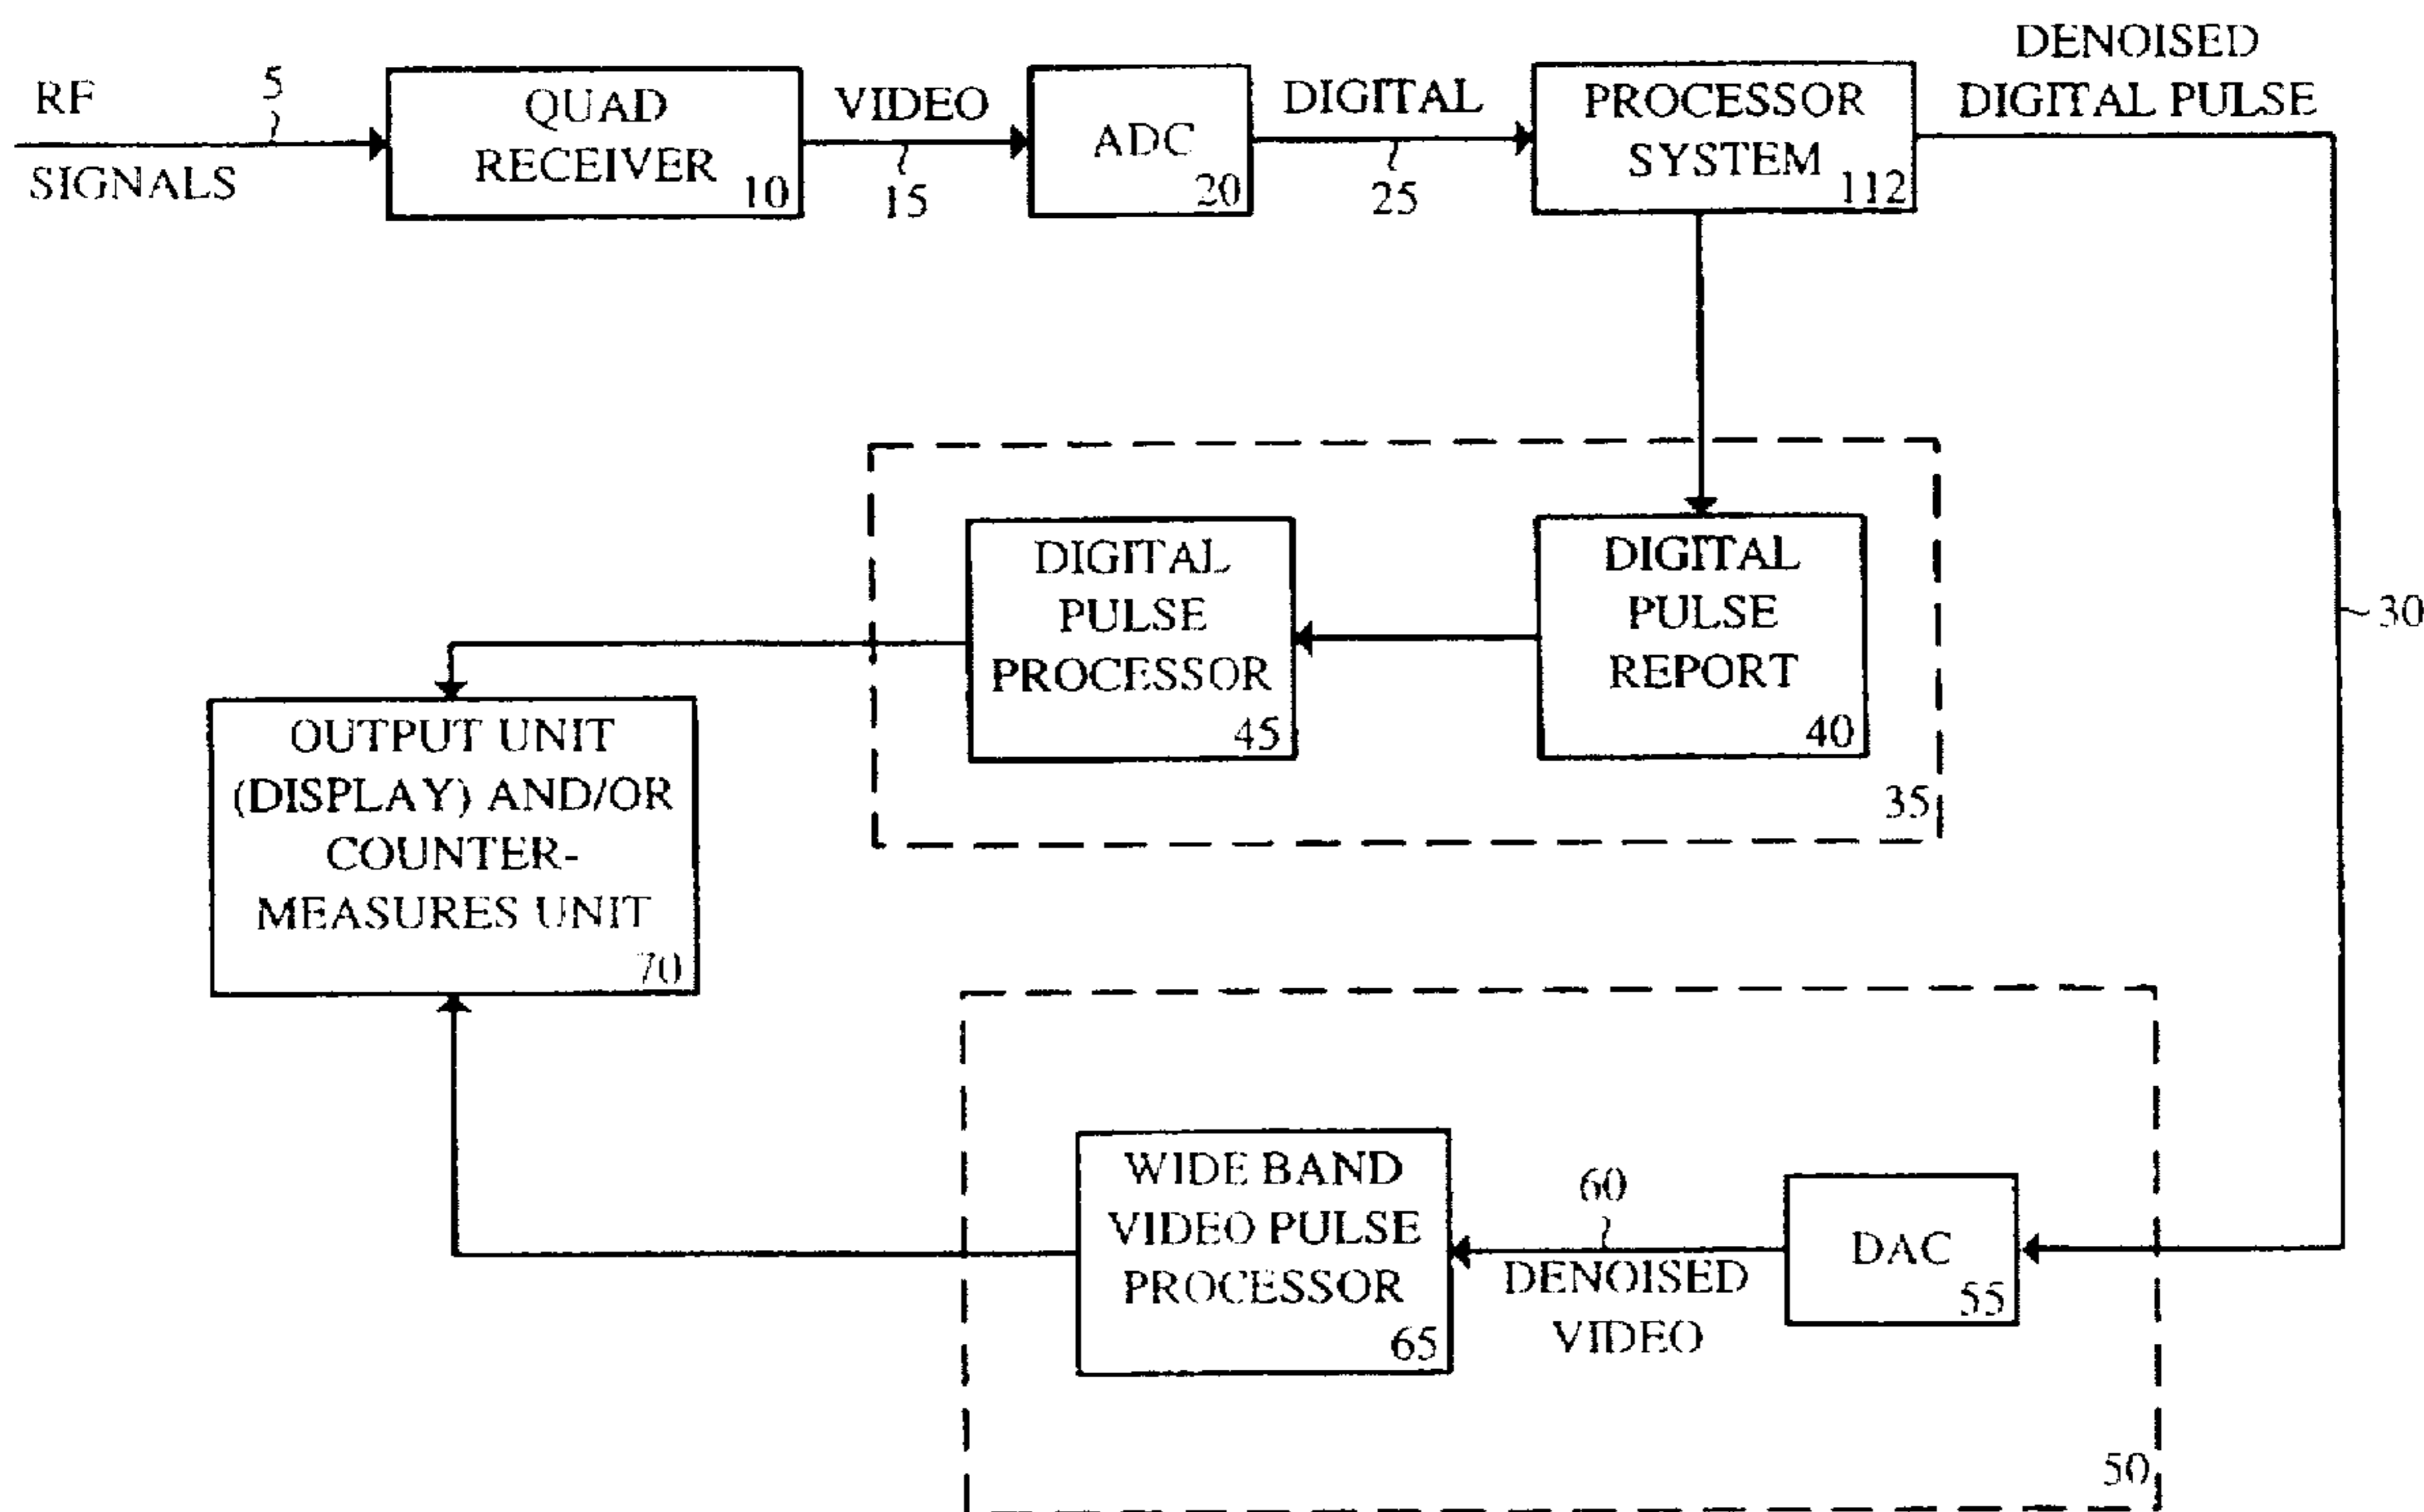 RF
SIGNALS
5
QUAD
RECEIVER
10
VIDEO
15
ADC
20
DIGITAL
25
PROCESSOR
SYSTEM
112
DENOISED
DIGITAL PULSE
30
DIGITAL
PULSE
PROCESSOR
45
DIGITAL
PULSE
REPORT
40
35
OUTPUT UNIT
(DISPLAY) AND/OR
COUNTER-
MEASURES UNIT
70
WIDE BAND
VIDEO PULSE
PROCESSOR
65
60
DENOISED
VIDEO
DAC
55
50